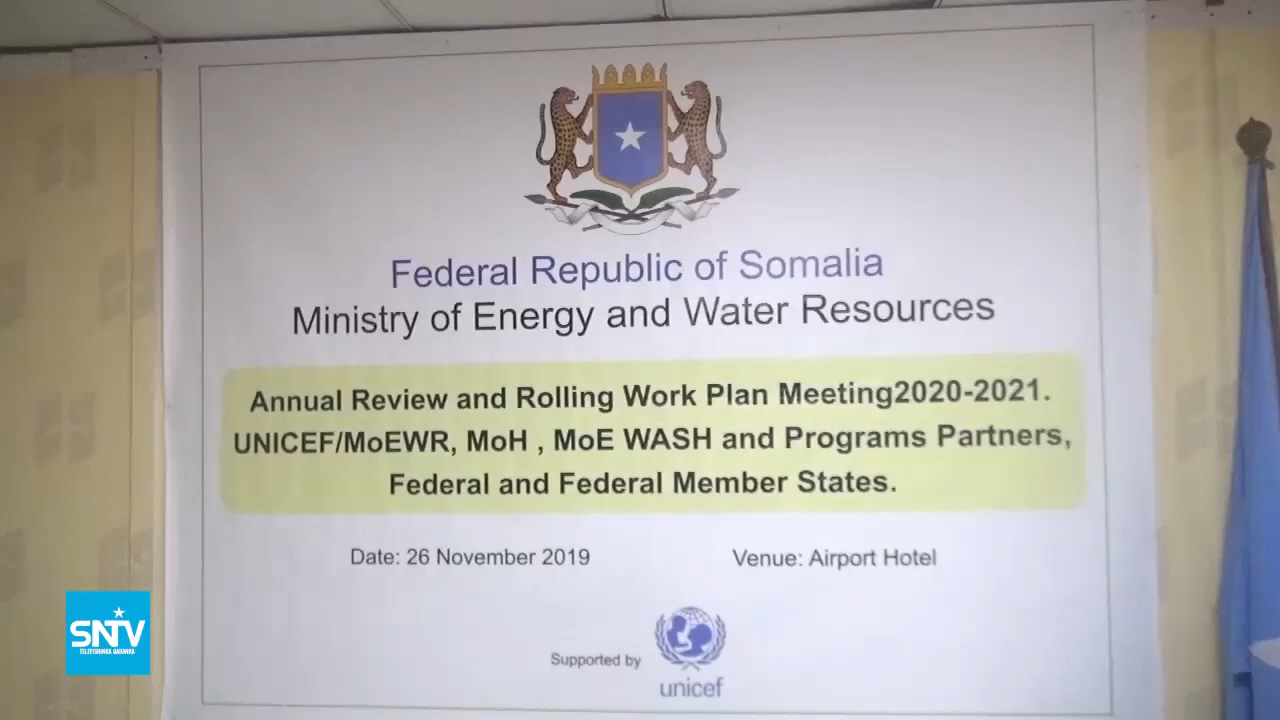 Federal Republic of Somalia
Ministry of Energy and Water Resources
Annual Review and Rolling Work Plan Meeting2020-2021.
UNICEF/MoEWR, MoH , MoE WASH and Programs Partners,
Federal and Federal Member States.
Date: 26 November 2019
Venue: Airport Hotel
Supported by
unicef
SNTV
TELEFISHINKA QARANKA